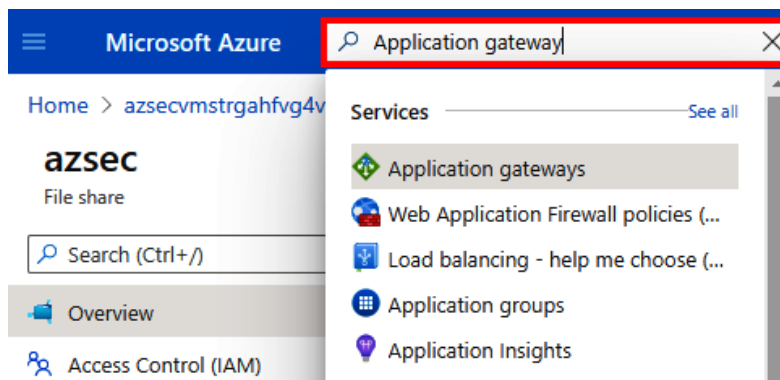 Microsoft Azure
Application gateway
Home > azsecvmstrgahfvg4v
azsec
File share
Search (Ctrl+/)
Overview
Access Control (IAM)
Services
See all
Application gateways
Web Application Firewall policies (...
Load balancing - help me choose (...
Application groups
Application Insights